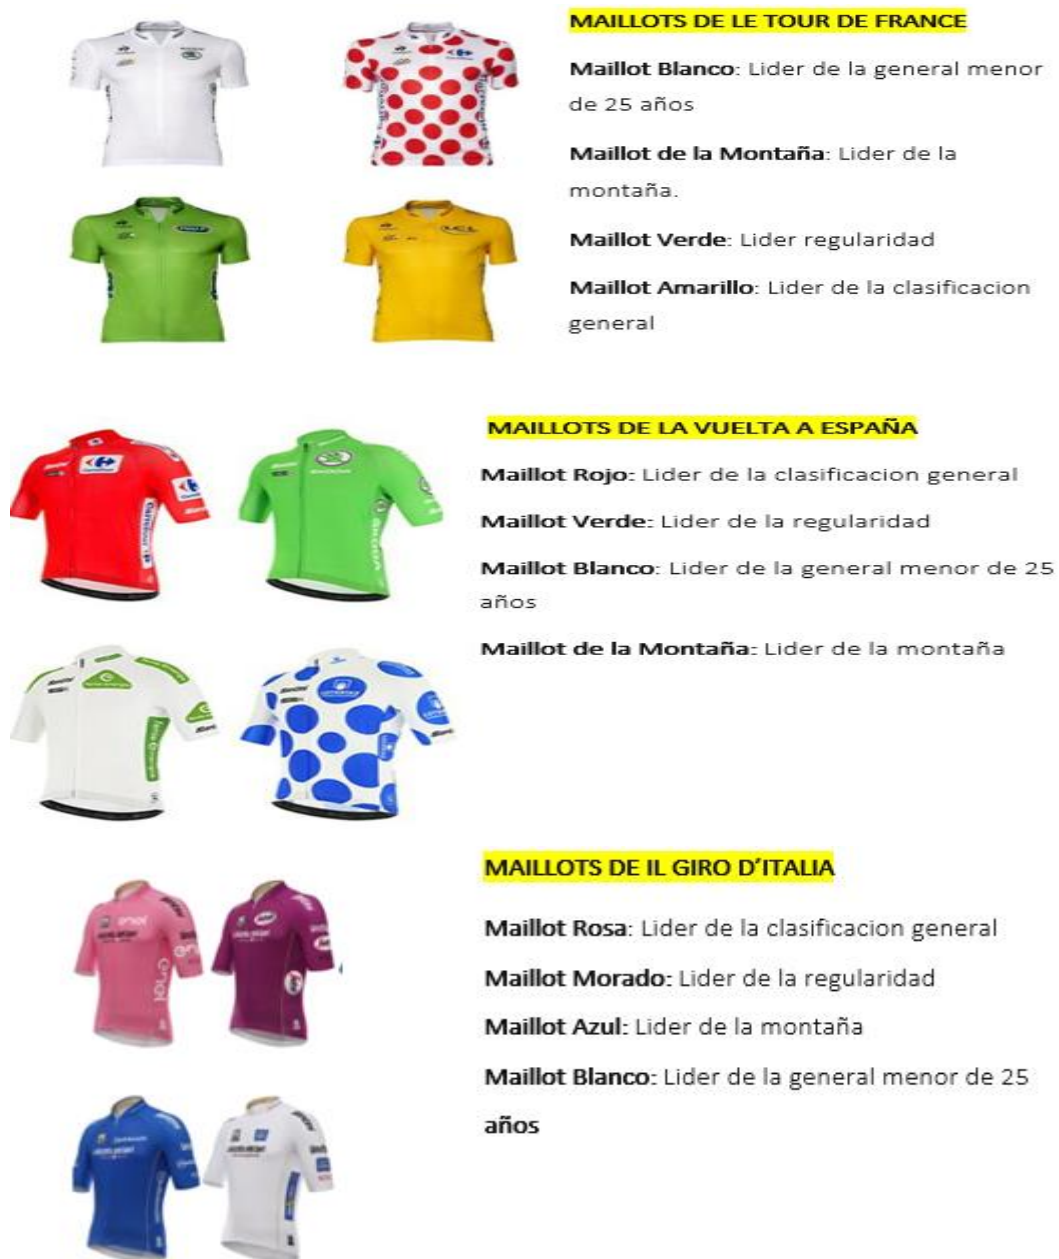 MAILLOTS DE LE TOUR DE FRANCE
Maillot Blanco: Lider de la general menor
de 25 años
Maillot de la Montaña: Lider de la
montaña.
Maillot Verde: Lider regularidad
Maillot Amarillo: Lider de la clasificacion
general
MAILLOTS DE LA VUELTA A ESPAÑA
Maillot Rojo: Lider de la clasificacion general
Maillot Verde: Lider de la regularidad
Maillot Blanco: Lider de la general menor de 25
años
Maillot de la Montaña: Lider de la montaña
MAILLOTS DE IL GIRO D’ITALIA
Maillot Rosa: Lider de la clasificacion general
Maillot Morado: Lider de la regularidad
Maillot Azul: Lider de la montaña
Maillot Blanco: Lider de la general menor de 25
años
enel
enel